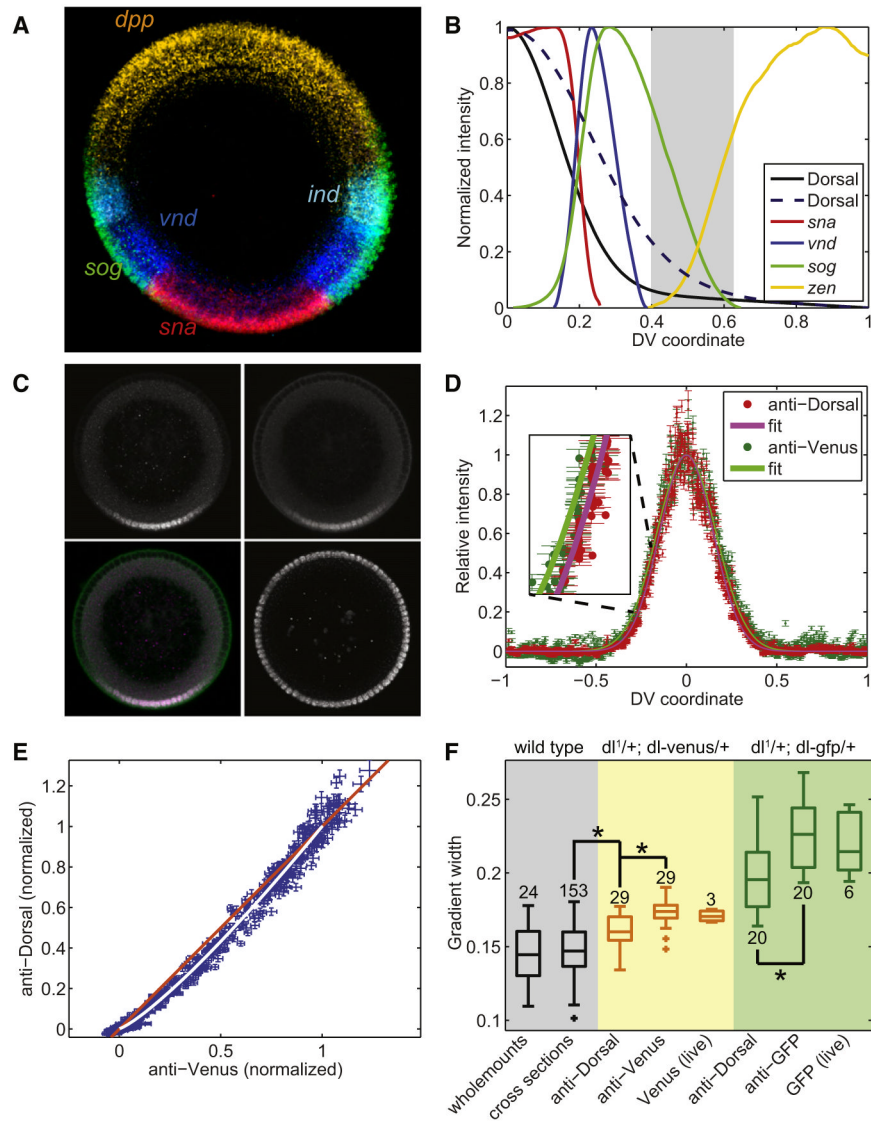 A
dpp
ind
vnd
sog
sna
B
Normalized intensity
1
0.8
0.6
0.4
0.2
0
0
0.2
0.4
0.6
0.8
1
DV coordinate
Dorsal
Dorsal
sna
vnd
sog
zen
C
D
Relative intensity
1.2
1
0.8
0.6
0.4
0.2
0
−1
−0.5
0
0.5
1
DV coordinate
anti−Dorsal
fit
anti−Venus
fit
E
anti−Dorsal (normalized)
1.2
1
0.8
0.6
0.4
0.2
0
0
0.5
1
anti−Venus (normalized)
F
wild type
dl¹/+; dl-venus/+
dl¹/+; dl-gfp/+
Gradient width
0.25
0.2
0.15
0.1
24
153
29
29
3
20
20
6
*
*
*
wholemounts
cross sections
anti−Dorsal
anti−Venus
Venus (live)
anti−Dorsal
anti−GFP
GFP (live)